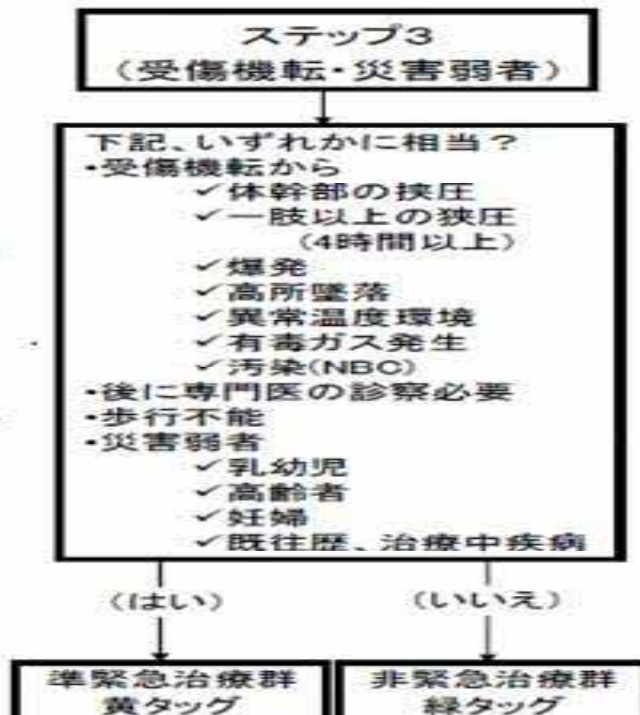 ステップ3
(受傷機転・災害弱者)
下記、いずれかに相当？
・受傷機転から
✓体幹部の挟圧
✓一肢以上の狭圧
(4時間以上)
✓爆発
✓高所墜落
✓異常温度環境
✓有毒ガス発生
✓汚染(NBC)
・後に専門医の診察必要
・歩行不能
・災害弱者
✓乳幼児
✓高齢者
✓妊婦
✓既往歴、治療中疾病
(はい) (いいえ)
準緊急治療群 非緊急治療群
黄タッグ 緑タッグ